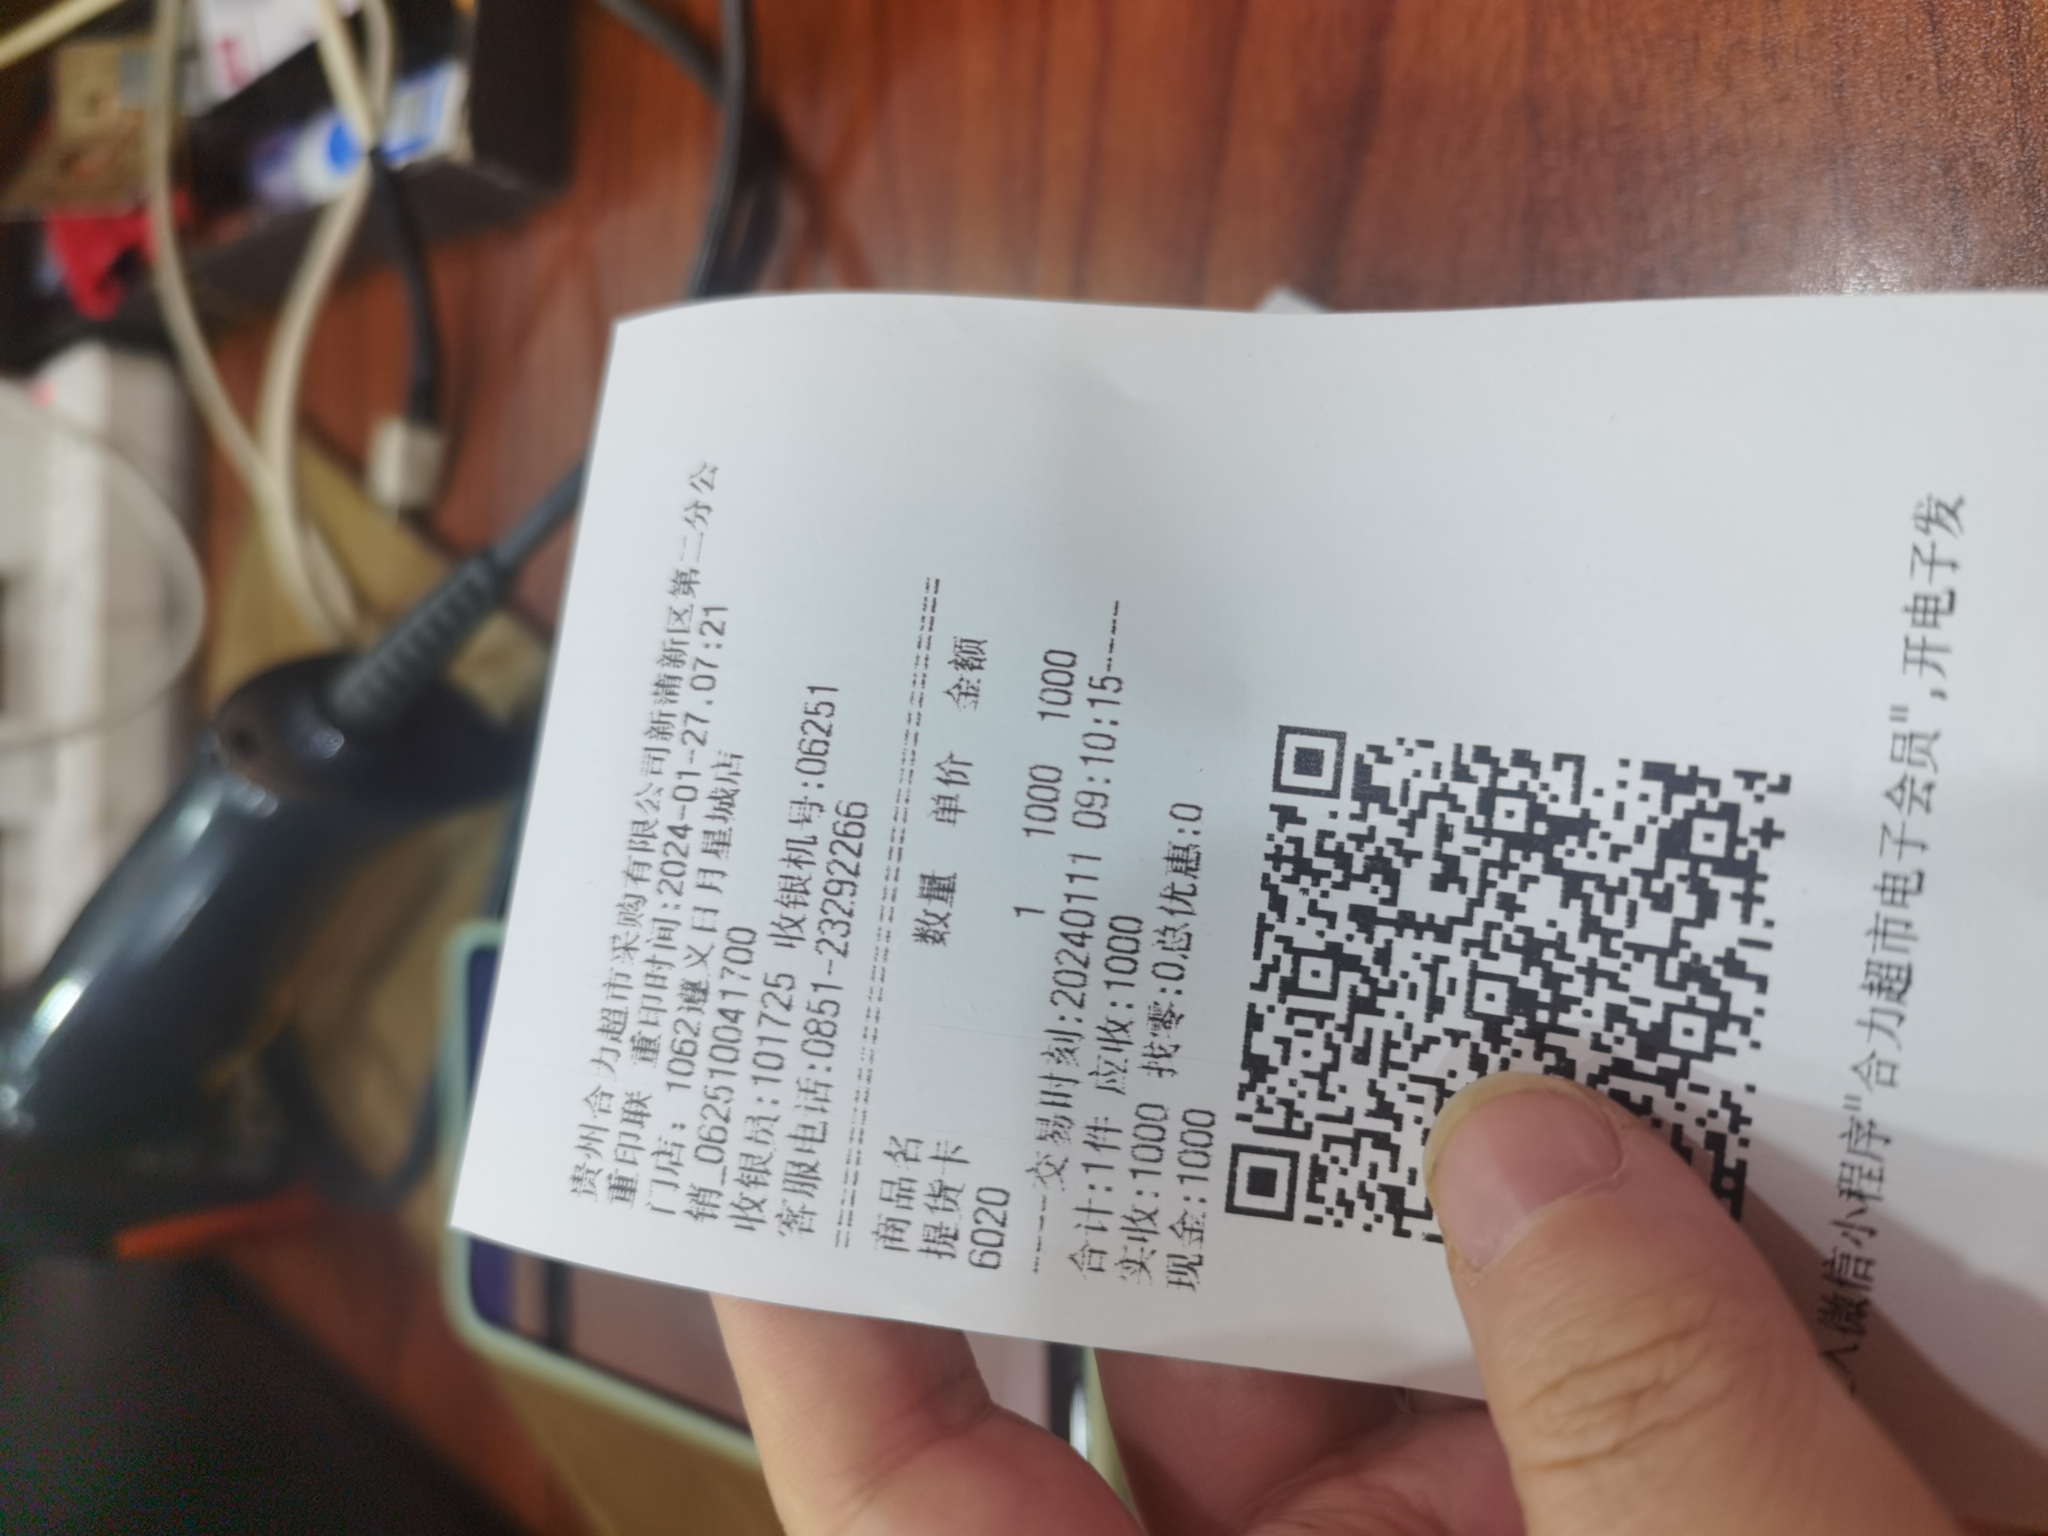 贵州合力超市采购有限公司新蒲新区第二分公
重印联 重印时间:2024-01-27.07:21
门店: 1062遵义日月星城店
销_0625110041700
收银员:101725 收银机号:06251
客服电话:0851-23292266
商品名 数量 单价 金额
提货卡
6020 1 1000 1000
-----交易时刻:20240111 09:10:15-----
合计:1件 应收:1000
实收:1000 找零:0.总优惠:0
现金:1000
入微信小程序"合力超市电子会员",开电子发